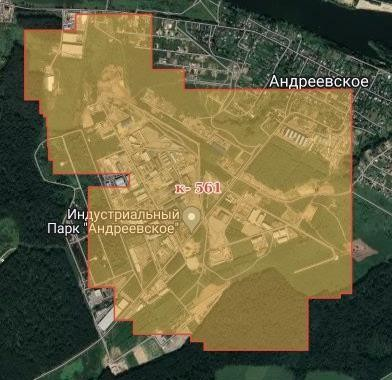 Андреевское
к- 561
Индустриальный
Парк "Андреевское"